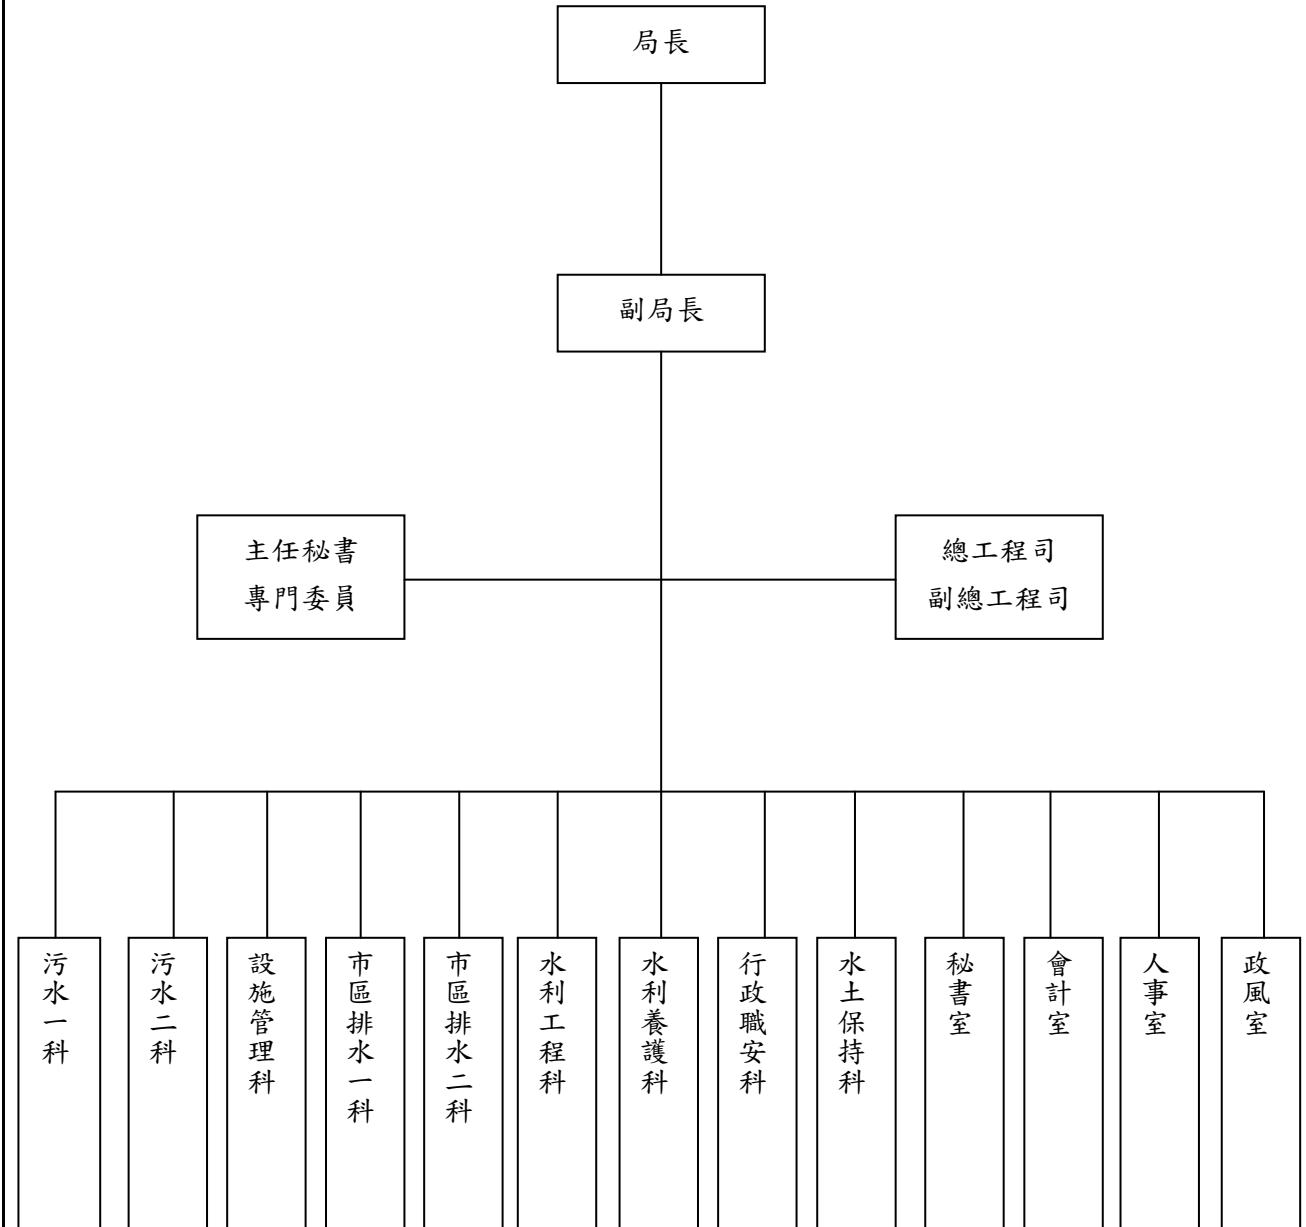 局長
副局長
主任秘書
專門委員
總工程司
副總工程司
污水一科
污水二科
設施管理科
市區排水一科
市區排水二科
水利工程科
水利養護科
行政職安科
水土保持科
秘書室
會計室
人事室
政風室